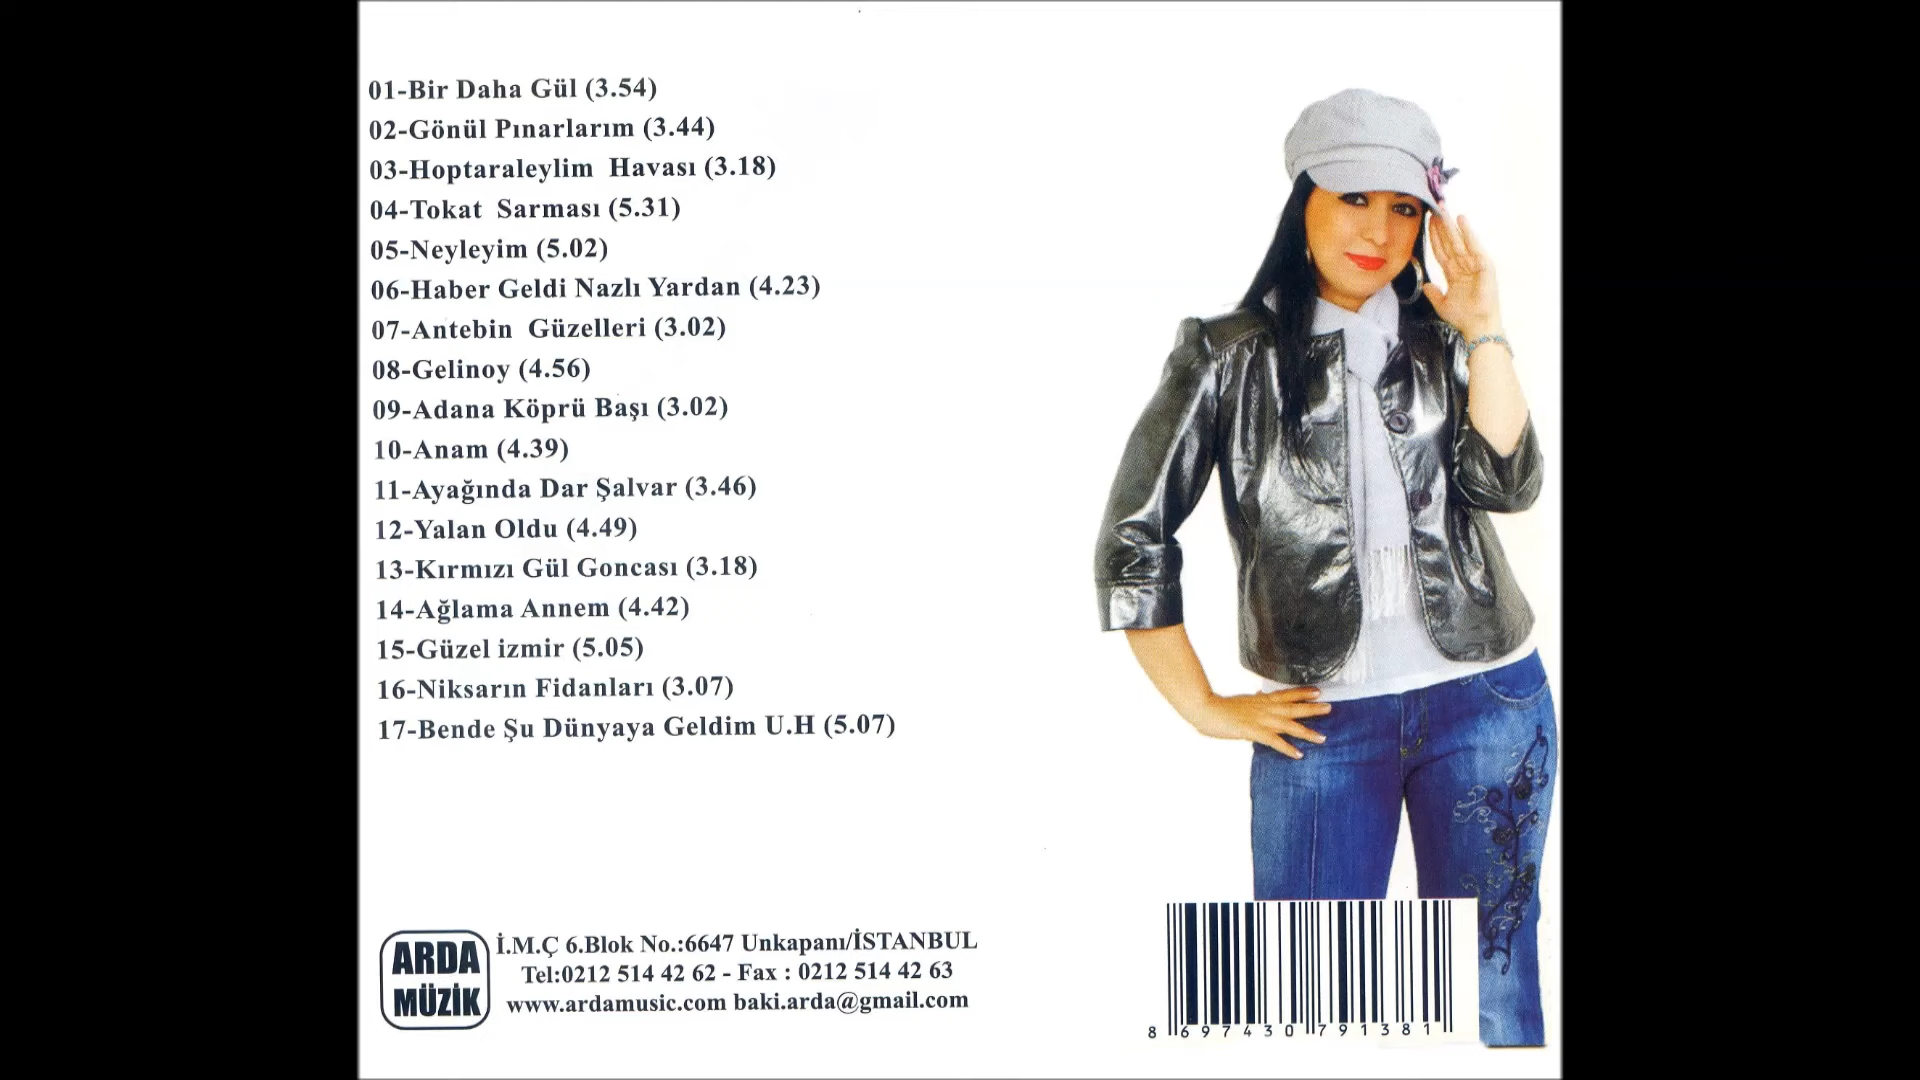 01-Bir Daha Gül (3.54)
02-Gönül Pınarlarım (3.44)
03-Hoptaraleylim Havası (3.18)
04-Tokat Sarması (5.31)
05-Neyleyim (5.02)
06-Haber Geldi Nazlı Yardan (4.23)
07-Antebin Güzelleri (3.02)
08-Gelinoy (4.56)
09-Adana Köprü Başı (3.02)
10-Anam (4.39)
11-Ayağında Dar Şalvar (3.46)
12-Yalan Oldu (4.49)
13-Kırmızı Gül Goncası (3.18)
14-Ağlama Annem (4.42)
15-Güzel izmir (5.05)
16-Niksarın Fidanları (3.07)
17-Bende Şu Dünyaya Geldim U.H (5.07)
ARDA
MÜZİK
İ.M.Ç 6.Blok No.:6647 Unkapanı/İSTANBUL
Tel:0212 514 42 62 - Fax : 0212 514 42 63
www.ardamusic.com baki.arda@gmail.com
8 697430 791381